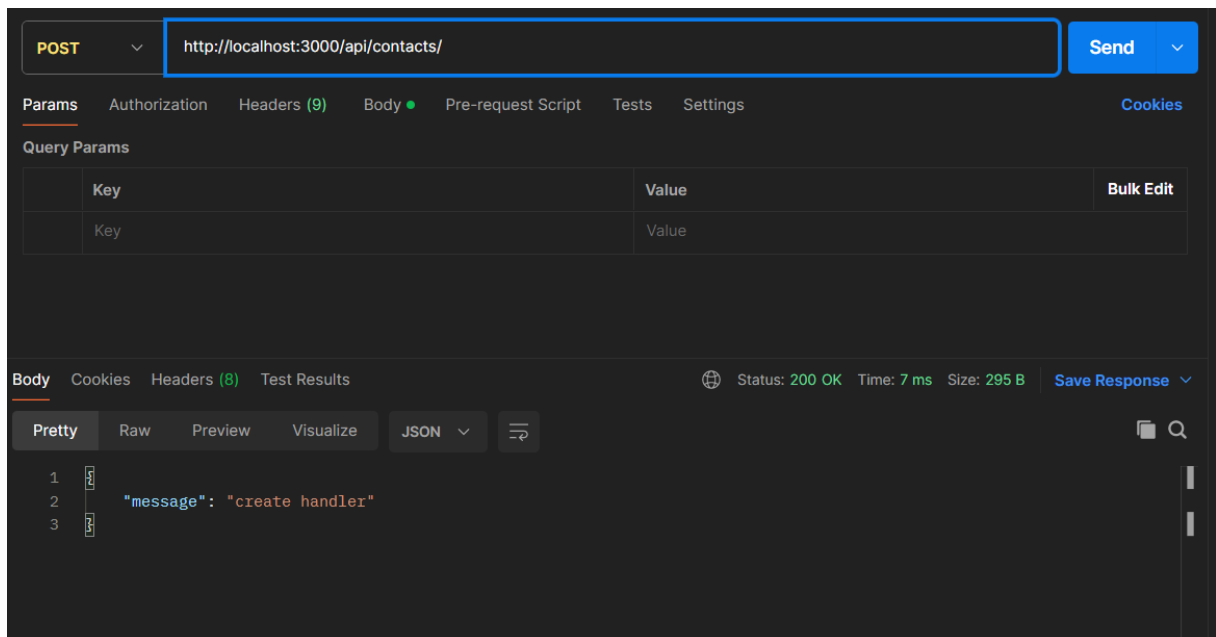 POST http://localhost:3000/api/contacts/ Send
Params Authorization Headers (9) Body Pre-request Script Tests Settings Cookies
Query Params
Key Value Bulk Edit
Key Value
Body Cookies Headers (8) Test Results Status: 200 OK Time: 7 ms Size: 295 B Save Response
Pretty Raw Preview Visualize JSON
1 {
2 "message": "create handler"
3 }